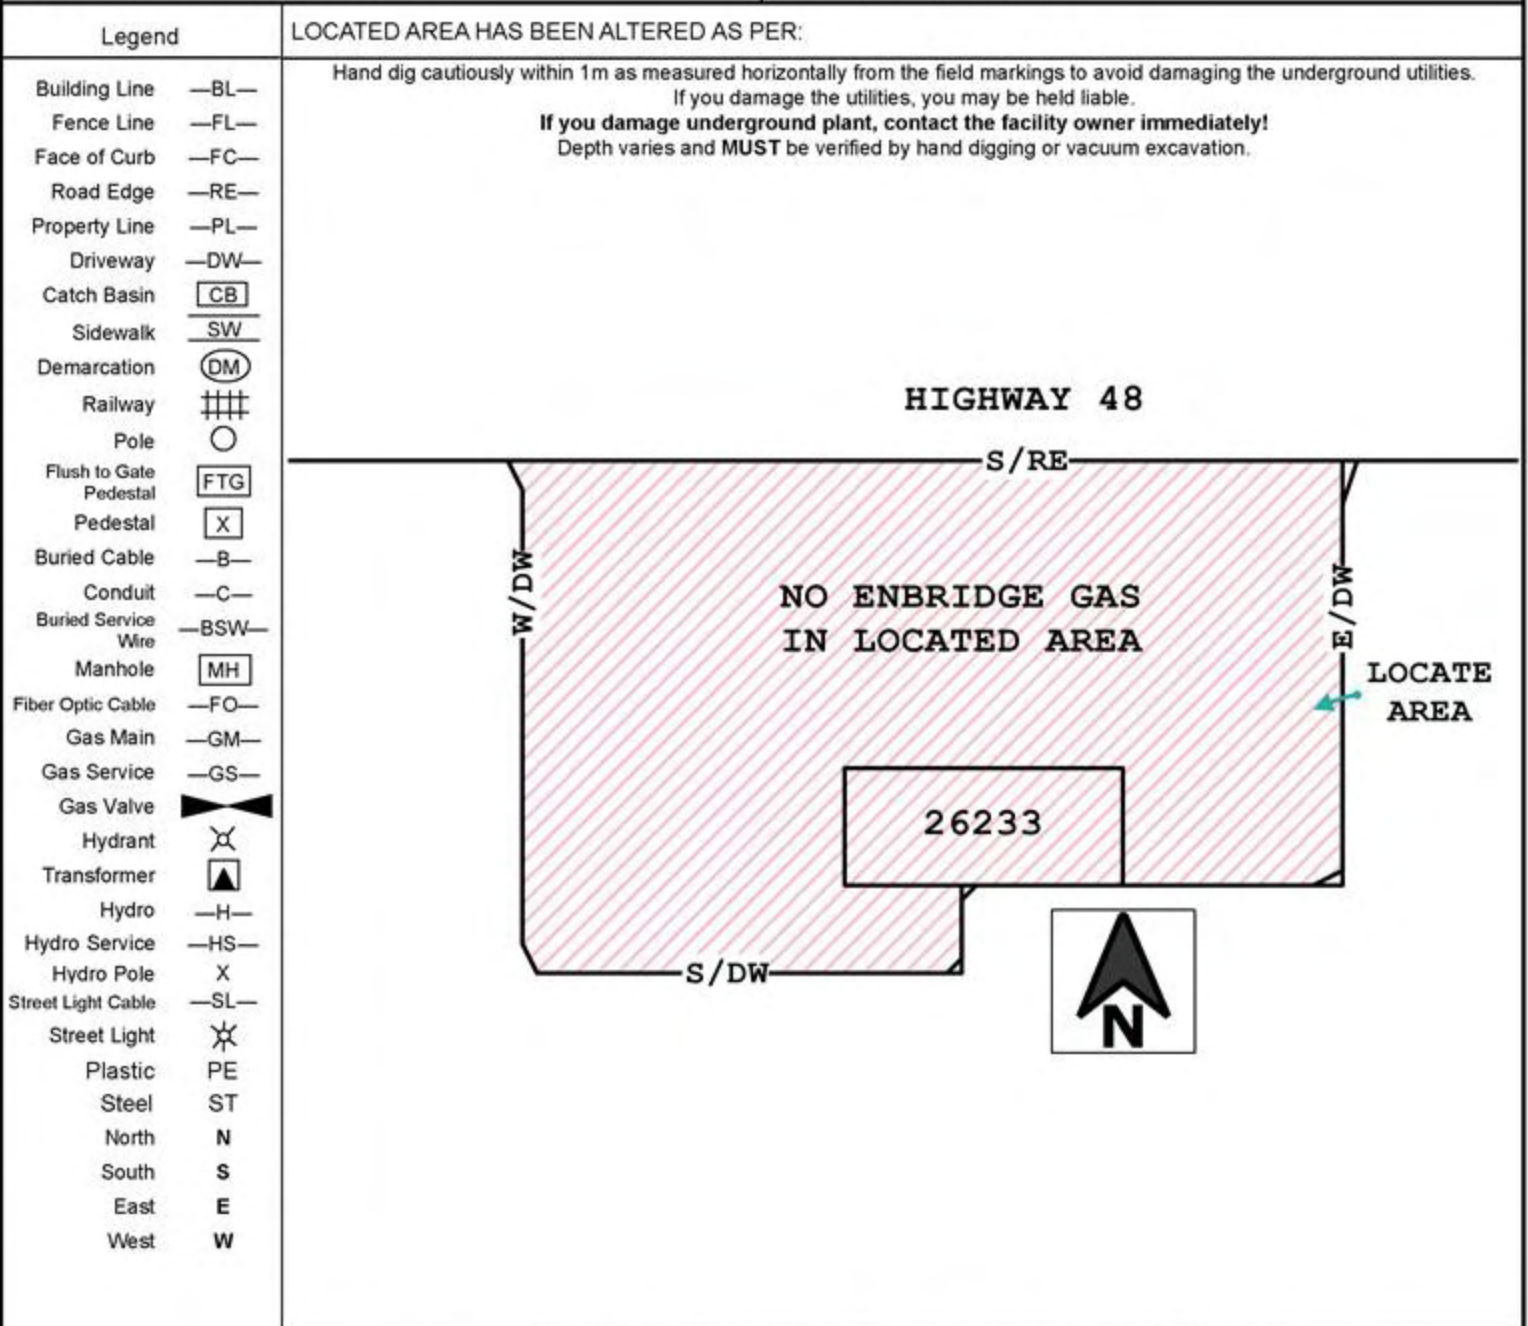 Legend
LOCATED AREA HAS BEEN ALTERED AS PER:
Building Line —BL—
Fence Line —FL—
Face of Curb —FC—
Road Edge —RE—
Property Line —PL—
Driveway —DW—
Catch Basin CB
Sidewalk SW
Demarcation DM
Railway
Pole
Flush to Gate
Pedestal FTG
Pedestal X
Buried Cable —B—
Conduit —C—
Buried Service
Wire —BSW—
Manhole MH
Fiber Optic Cable —FO—
Gas Main —GM—
Gas Service —GS—
Gas Valve
Hydrant
Transformer
Hydro —H—
Hydro Service —HS—
Hydro Pole X
Street Light Cable —SL—
Street Light
Plastic PE
Steel ST
North N
South S
East E
West W
Hand dig cautiously within 1m as measured horizontally from the field markings to avoid damaging the underground utilities.
If you damage the utilities, you may be held liable.
If you damage underground plant, contact the facility owner immediately!
Depth varies and MUST be verified by hand digging or vacuum excavation.
HIGHWAY 48
S/RE
W/DW
NO ENBRIDGE GAS
IN LOCATED AREA
E/DW
LOCATE
AREA
26233
S/DW
N